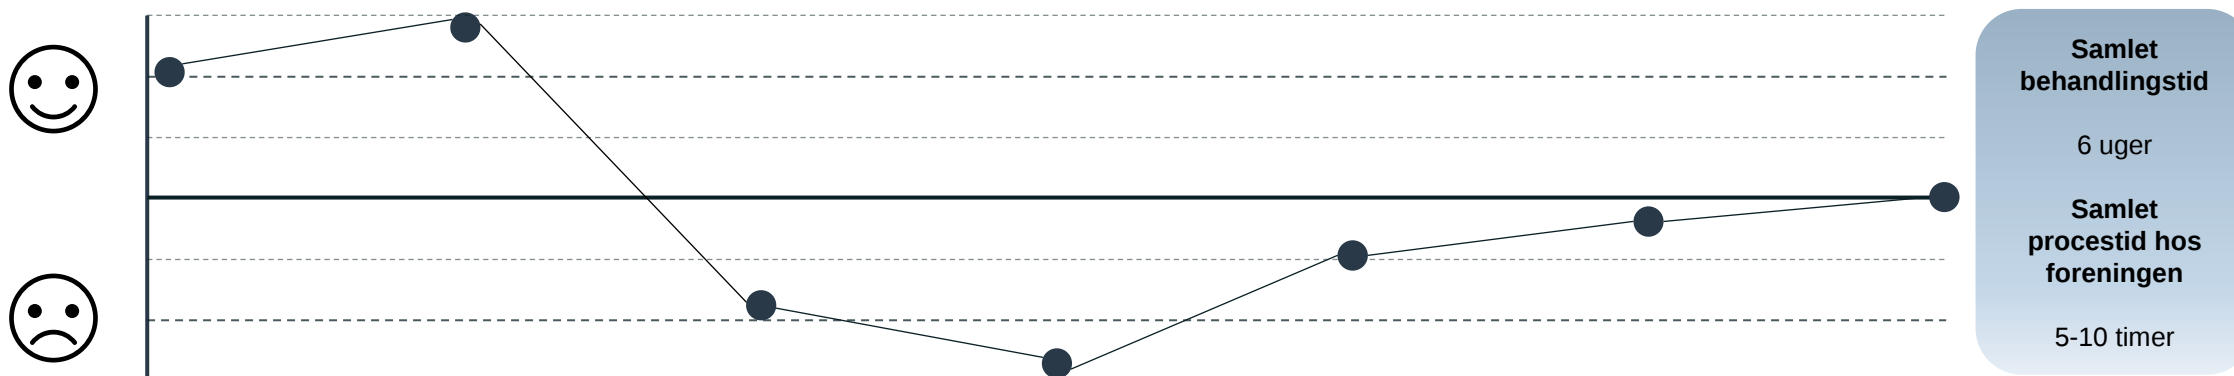 Samlet
behandlingstid
6 uger
Samlet
procestid hos
foreningen
5-10 timer